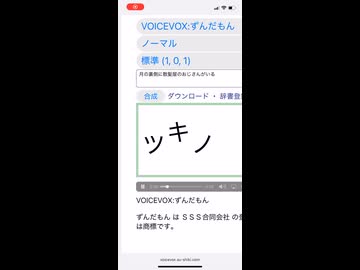 VOICEVOX:ずんだもん
ノーマル
標準 (1, 0, 1)
月の裏側に散髪屋のおじさんがいる
合成 ダウンロード ・ 辞書登
ツキノ
VOICEVOX:ずんだもん
ずんだもん は SSS合同会社 の登
は商標です。
voicevox.su-shiki.com